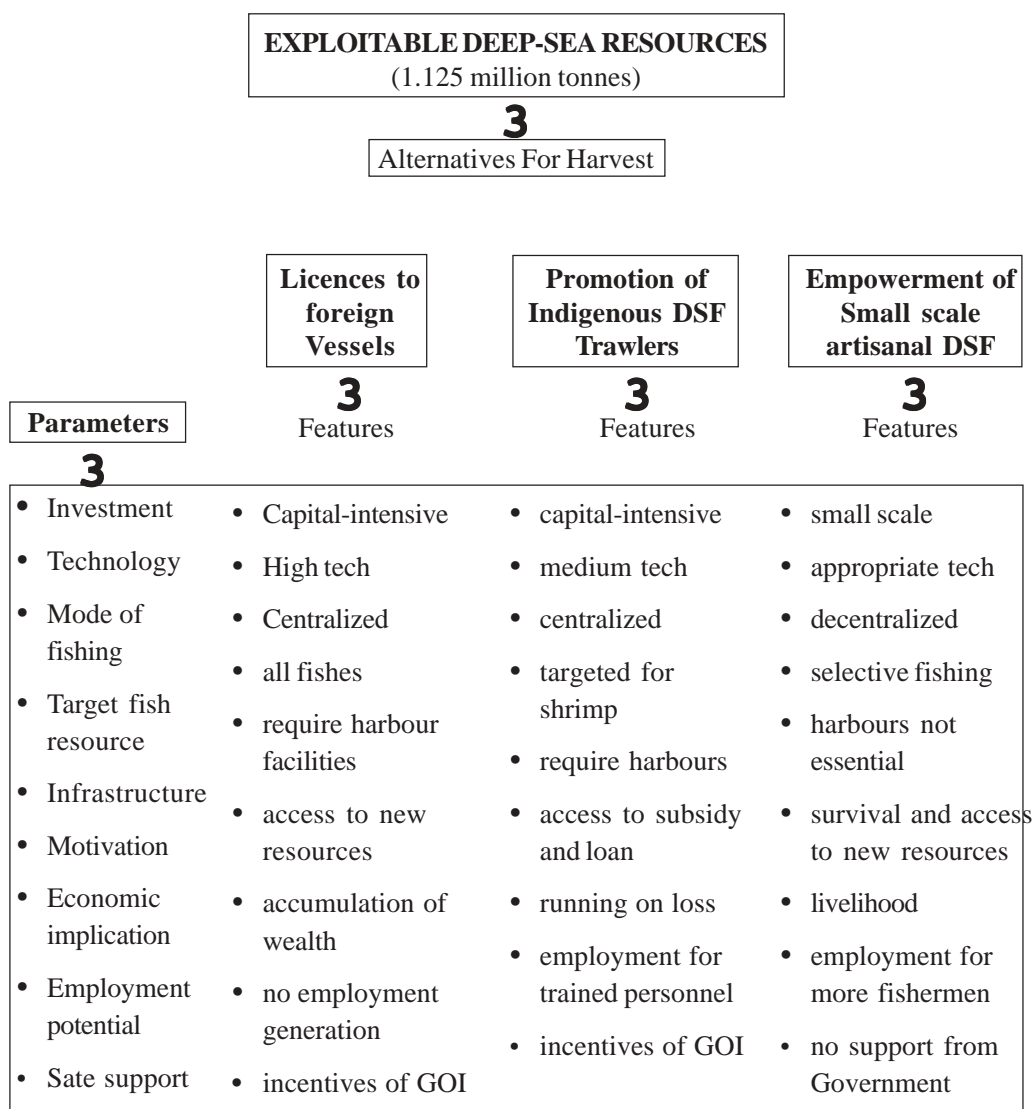 EXPLOITABLE DEEP-SEA RESOURCES
(1.125 million tonnes)
3
Alternatives For Harvest
Licences to
foreign
Vessels
Promotion of
Indigenous DSF
Trawlers
Empowerment of
Small scale
artisanal DSF
3
Features
3
Features
3
Features
Parameters
3
• Investment
• Technology
• Mode of
fishing
• Target fish
resource
• Infrastructure
• Motivation
• Economic
implication
• Employment
potential
• Sate support
• Capital-intensive
• High tech
• Centralized
• all fishes
• require harbour
facilities
• access to new
resources
• accumulation of
wealth
• no employment
generation
• incentives of GOI
• capital-intensive
• medium tech
• centralized
• targeted for
shrimp
• require harbours
• access to subsidy
and loan
• running on loss
• employment for
trained personnel
• incentives of GOI
• small scale
• appropriate tech
• decentralized
• selective fishing
• harbours not
essential
• survival and access
to new resources
• livelihood
• employment for
more fishermen
• no support from
Government